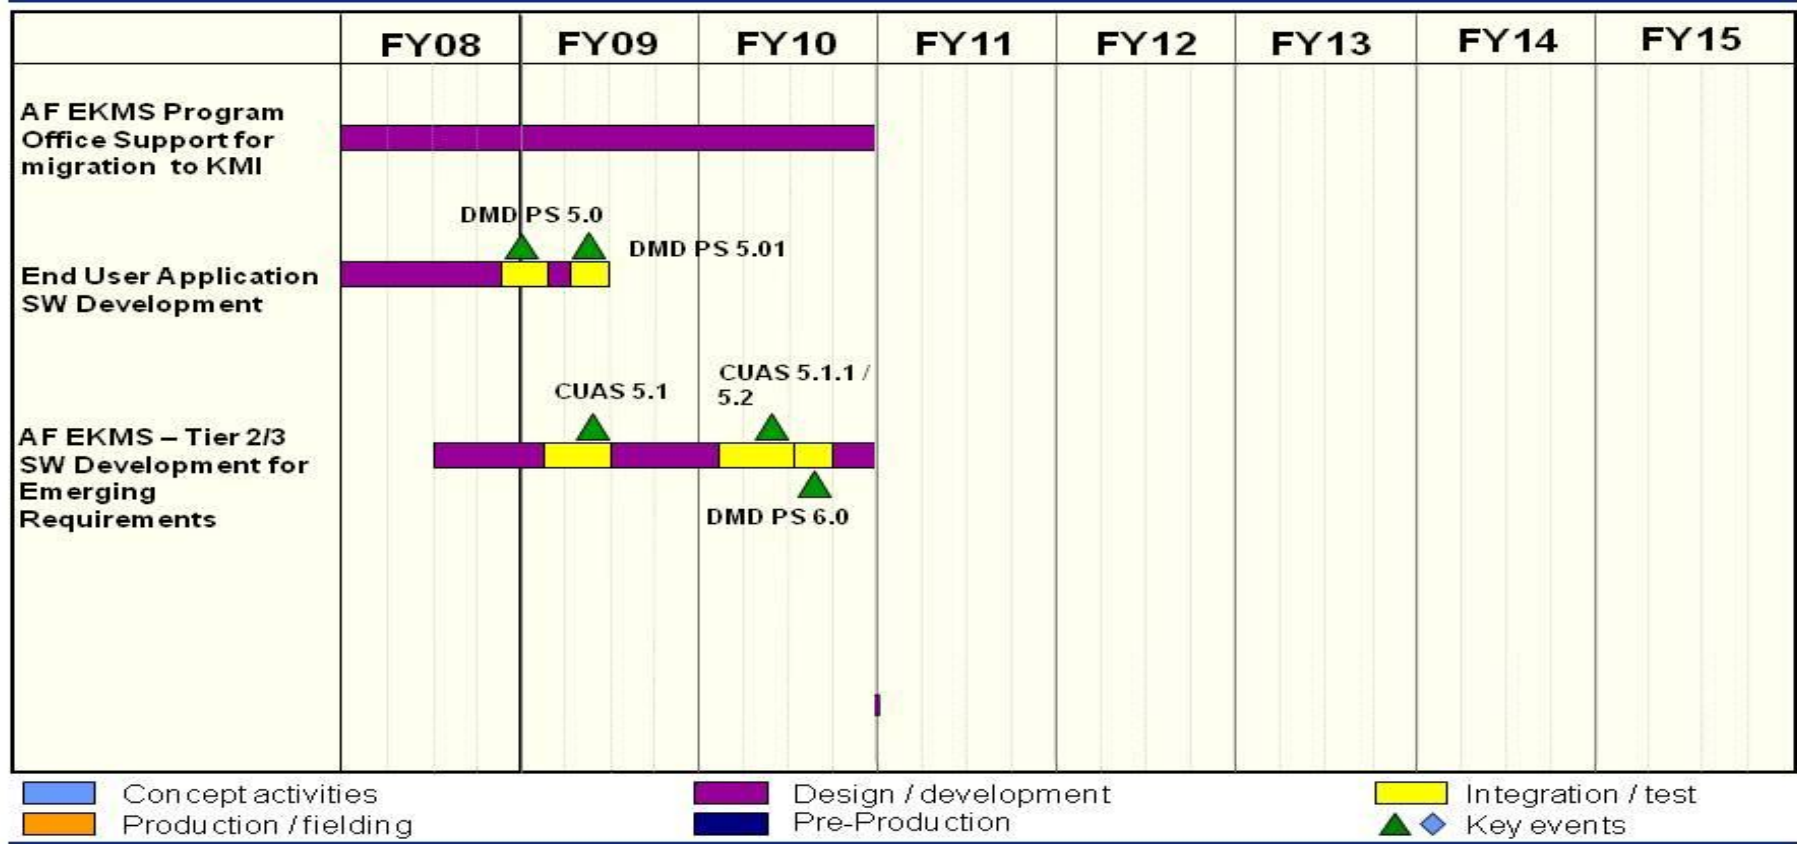 FY08 FY09 FY10 FY11 FY12 FY13 FY14 FY15
AF EKMS Program
Office Support for
migration to KMI
DMD PS 5.0
DMD PS 5.01
End User Application
SW Development
CUAS 5.1
CUAS 5.1.1 /
5.2
AF EKMS – Tier 2/3
SW Development for
Emerging
Requirements
DMD PS 6.0
Concept activities
Design / development
Integration / test
Production / fielding
Pre-Production
Key events